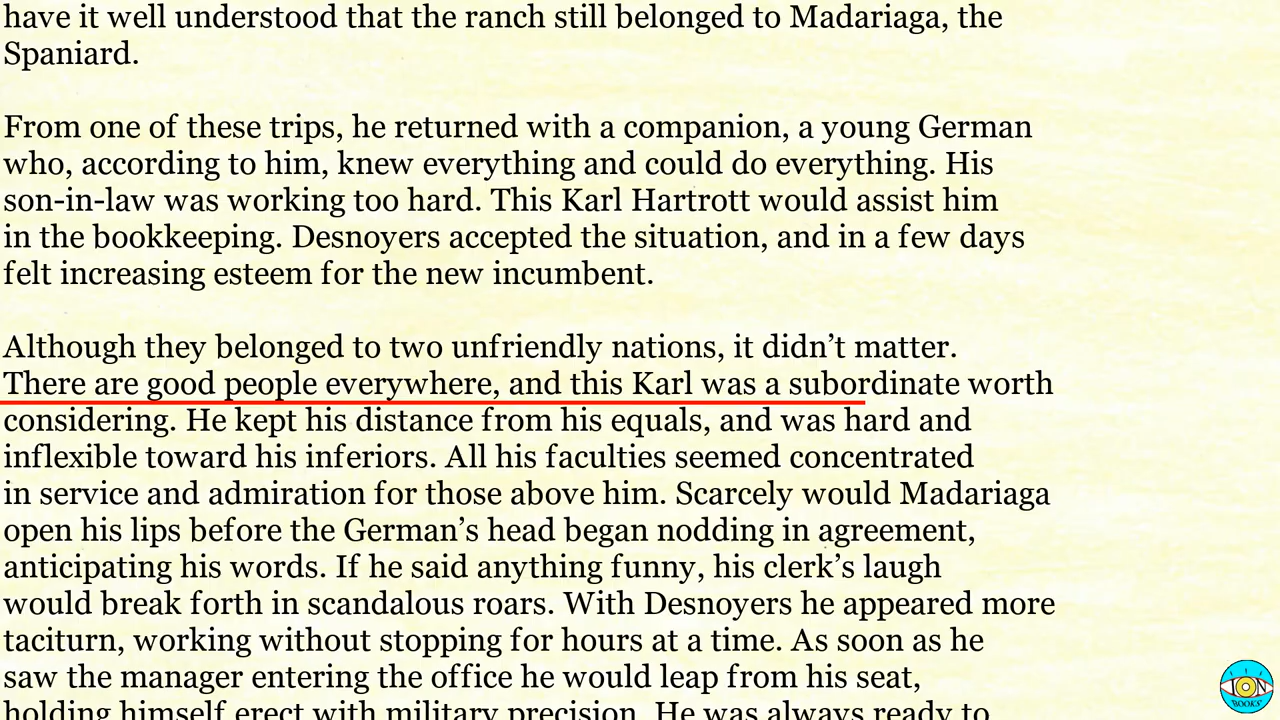 have it well understood that the ranch still belonged to Madariaga, the
Spaniard.
From one of these trips, he returned with a companion, a young German
who, according to him, knew everything and could do everything. His
son-in-law was working too hard. This Karl Hartrott would assist him
in the bookkeeping. Desnoyers accepted the situation, and in a few days
felt increasing esteem for the new incumbent.
Although they belonged to two unfriendly nations, it didn’t matter.
There are good people everywhere, and this Karl was a subordinate worth
considering. He kept his distance from his equals, and was hard and
inflexible toward his inferiors. All his faculties seemed concentrated
in service and admiration for those above him. Scarcely would Madariaga
open his lips before the German’s head began nodding in agreement,
anticipating his words. If he said anything funny, his clerk’s laugh
would break forth in scandalous roars. With Desnoyers he appeared more
taciturn, working without stopping for hours at a time. As soon as he
saw the manager entering the office he would leap from his seat,
holding himself erect with military precision. He was always ready to
ION
BOOKS